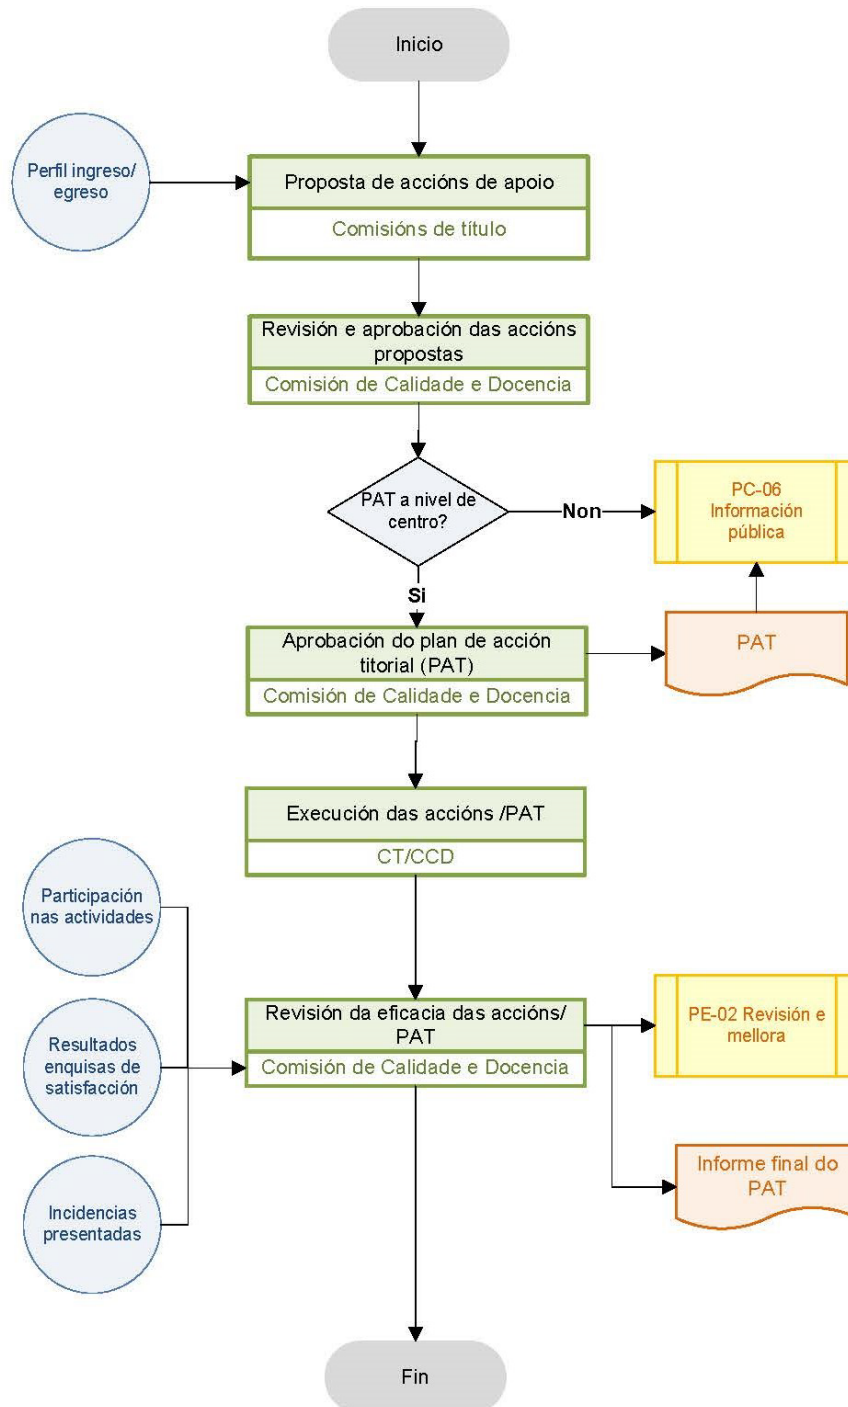 Inicio
Perfil ingreso/
egreso
Proposta de accións de apoio
Comisións de título
Revisión e aprobación das accións
propostas
Comisión de Calidade e Docencia
PAT a nivel de
centro?
Non
PC-06
Información
pública
Si
Aprobación do plan de acción
titorial (PAT)
Comisión de Calidade e Docencia
PAT
Execución das accións /PAT
CT/CCD
Participación
nas actividades
Resultados
enquisas de
satisfacción
Incidencias
presentadas
Revisión da eficacia das accións/
PAT
Comisión de Calidade e Docencia
PE-02 Revisión e
mellora
Informe final do
PAT
Fin